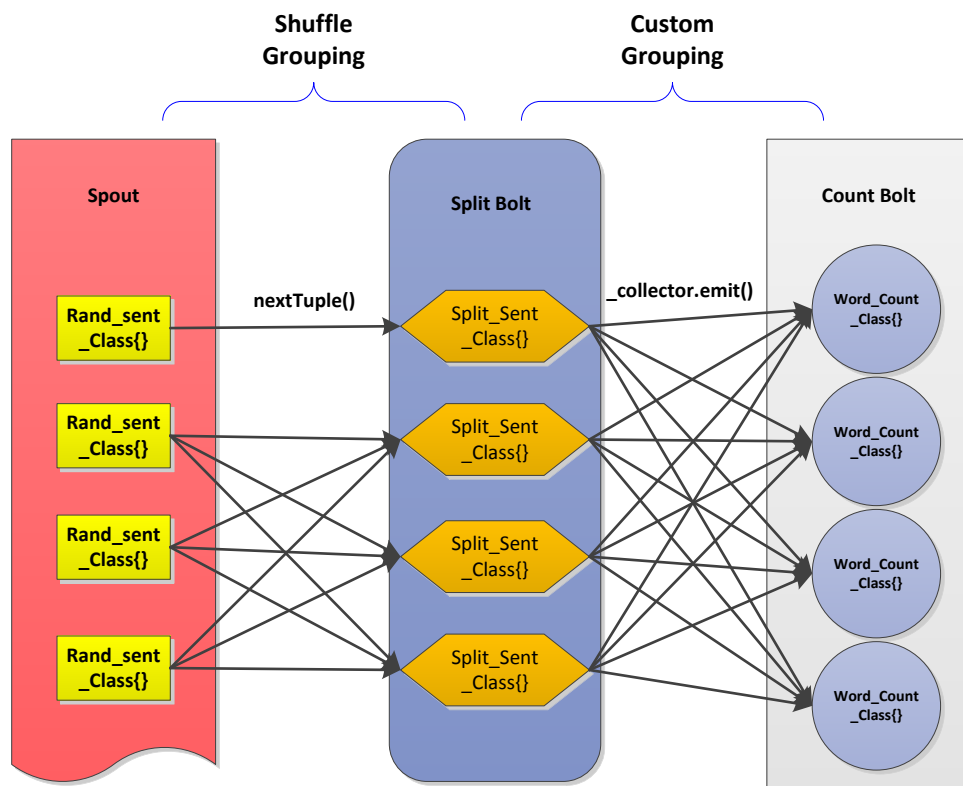 Shuffle
Grouping
Custom
Grouping
Spout
Split Bolt
Count Bolt
nextTuple()
_collector.emit()
Rand_sent
_Class{}
Split_Sent
_Class{}
Word_Count
_Class{}
Rand_sent
_Class{}
Split_Sent
_Class{}
Word_Count
_Class{}
Rand_sent
_Class{}
Split_Sent
_Class{}
Word_Count
_Class{}
Rand_sent
_Class{}
Split_Sent
_Class{}
Word_Count
_Class{}